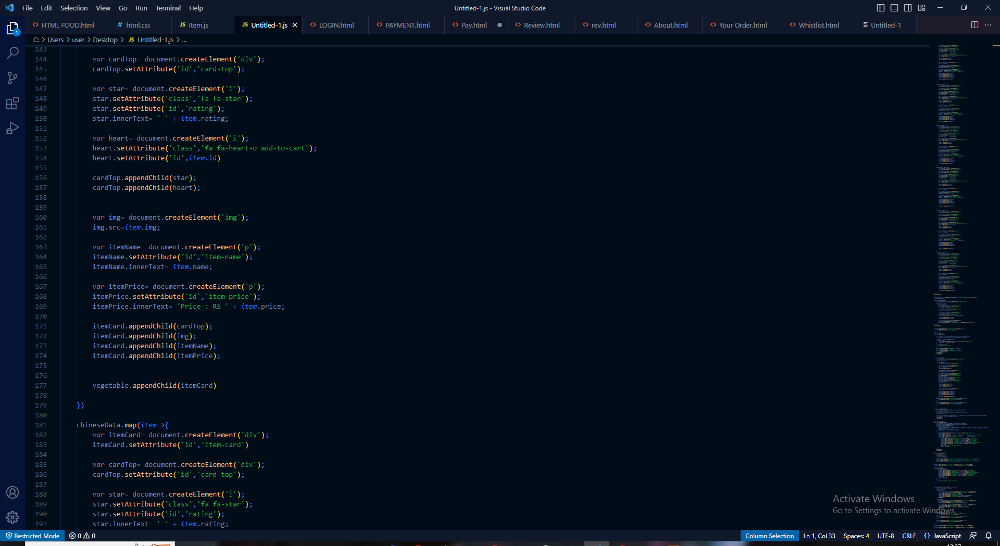 File Edit Selection View Go Run Terminal Help
Untitled-1.js - Visual Studio Code
<> HTML FOOD.html # html.css JS Item.js JS Untitled-1.js <> LOGIN.html <> PAYMENT.html <> Pay.html <> Review.html <> rev.html <> About.html <> Your Order.html <> Whistlist.html Untitled-1
C: > Users > user > Desktop > JS Untitled-1.js > ...
1
143
144 var cardTop= document.createElement('div');
145 cardTop.setAttribute('id','card-top');
146
147 var star= document.createElement('i');
148 star.setAttribute('class','fa fa-star');
149 star.setAttribute('id','rating');
150 star.innerText= ' ' + item.rating;
151
152 var heart= document.createElement('i');
153 heart.setAttribute('class','fa fa-heart-o add-to-cart');
154 heart.setAttribute('id',item.id)
155
156 cardTop.appendChild(star);
157 cardTop.appendChild(heart);
158
159
160 var img= document.createElement('img');
161 img.src=item.img;
162
163 var itemName= document.createElement('p');
164 itemName.setAttribute('id','item-name');
165 itemName.innerText= item.name;
166
167 var itemPrice= document.createElement('p');
168 itemPrice.setAttribute('id','item-price');
169 itemPrice.innerText= 'Price : RS ' + item.price;
170
171 itemCard.appendChild(cardTop);
172 itemCard.appendChild(img);
173 itemCard.appendChild(itemName);
174 itemCard.appendChild(itemPrice);
175
176
177 vegetable.appendChild(itemCard)
178
179 })
180
181 chineseData.map(item=>{
182 var itemCard= document.createElement('div');
183 itemCard.setAttribute('id','item-card')
184
185 var cardTop= document.createElement('div');
186 cardTop.setAttribute('id','card-top');
187
188 var star= document.createElement('i');
189 star.setAttribute('class','fa fa-star');
190 star.setAttribute('id','rating');
191 star.innerText= ' ' + item.rating;
Activate Windows
Go to Settings to activate Windows.
Restricted Mode 0 0 Column Selection Ln 1, Col 33 Spaces: 4 UTF-8 CRLF {} JavaScript